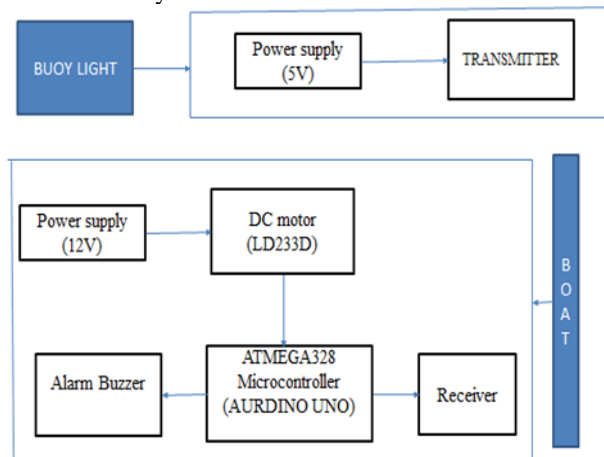 BUOY LIGHT
Power supply
(5V)
TRANSMITTER
Power supply
(12V)
DC motor
(LD233D)
BOAT
Alarm Buzzer
ATMEGA328
Microcontroller
(AURDINO UNO)
Receiver